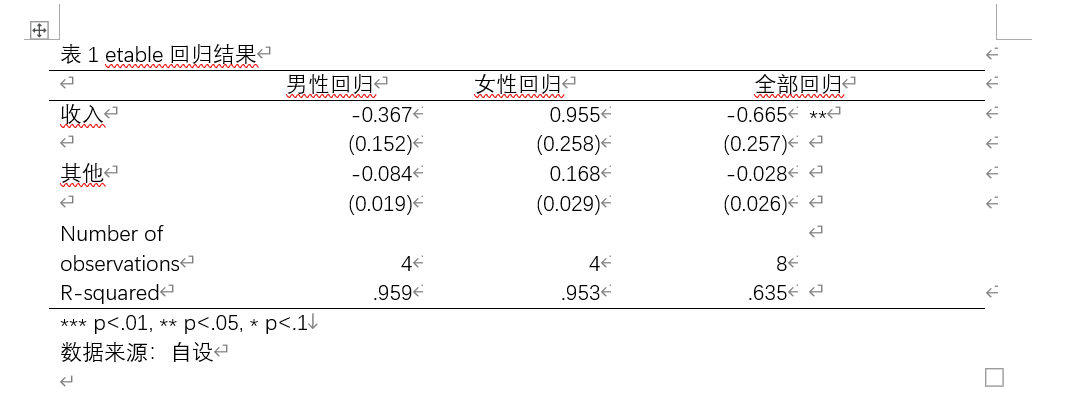 表 1 etable 回归结果
男性回归 女性回归 全部回归
收入 -0.367 0.955 -0.665 **
(0.152) (0.258) (0.257)
其他 -0.084 0.168 -0.028
(0.019) (0.029) (0.026)
Number of
observations 4 4 8
R-squared .959 .953 .635
*** p<.01, ** p<.05, * p<.1
数据来源：自设